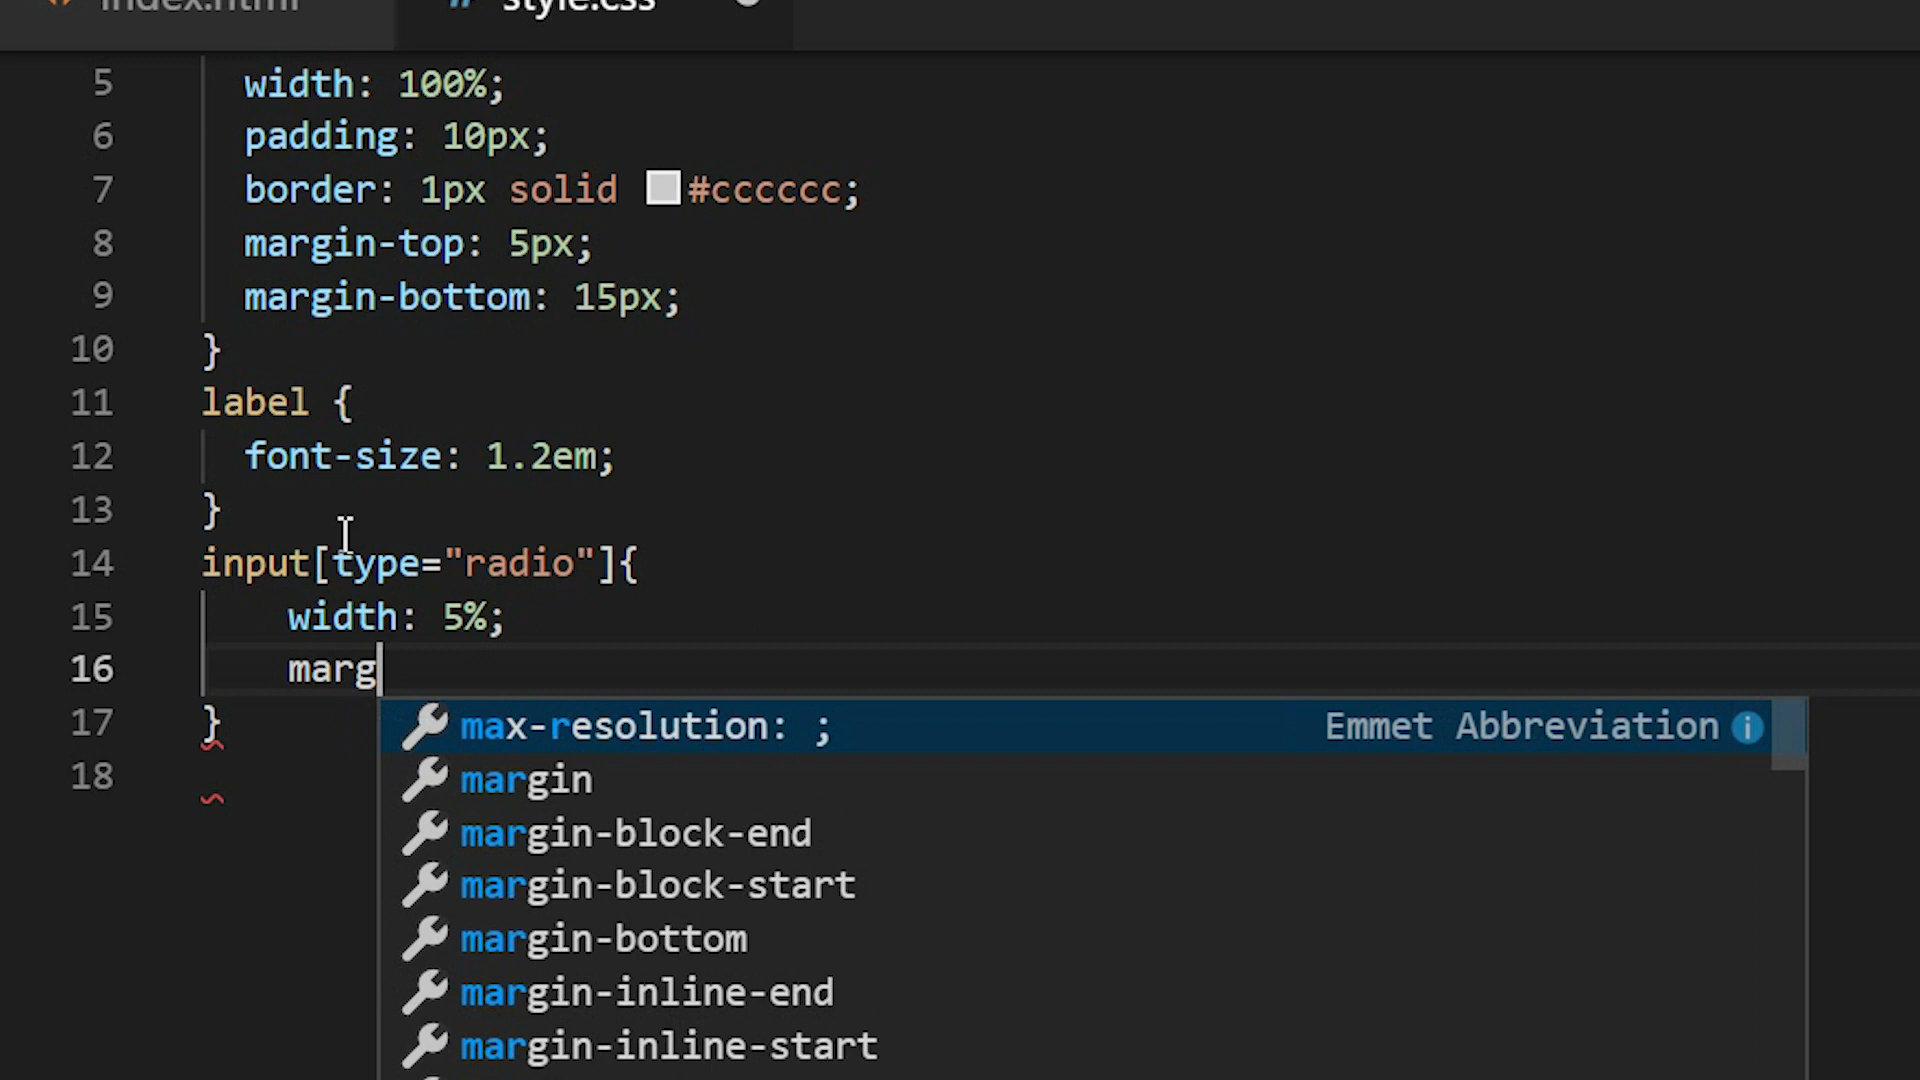 index.html
style.css
5 width: 100%;
6 padding: 10px;
7 border: 1px solid #cccccc;
8 margin-top: 5px;
9 margin-bottom: 15px;
10 }
11 label {
12 font-size: 1.2em;
13 }
14 input[type="radio"]{
15 width: 5%;
16 marg
17 }
max-resolution: ; Emmet Abbreviation
18
margin
margin-block-end
margin-block-start
margin-bottom
margin-inline-end
margin-inline-start